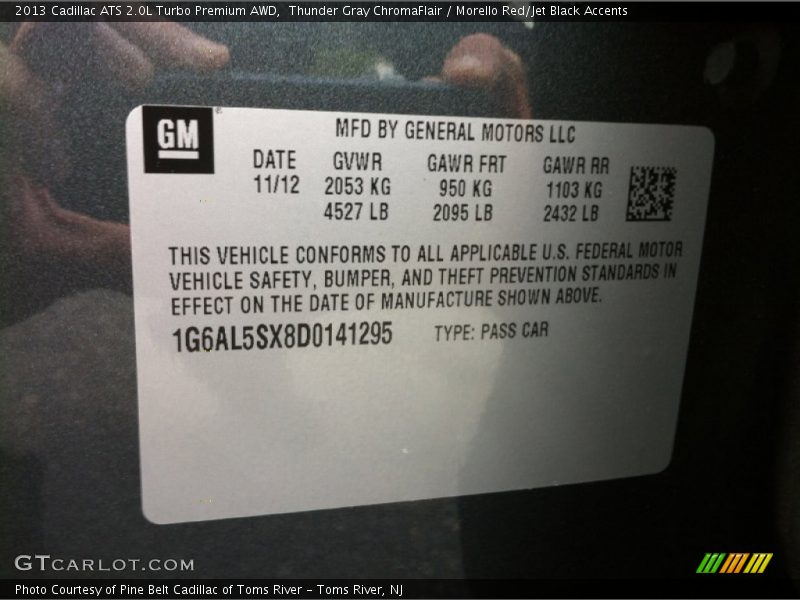 2013 Cadillac ATS 2.0L Turbo Premium AWD,  Thunder Gray ChromaFlair / Morello Red/Jet Black Accents
GM
MFD BY GENERAL MOTORS LLC
DATE GVWR GAWR FRT GAWR RR
11/12 2053 KG 950 KG 1103 KG
4527 LB 2095 LB 2432 LB
THIS VEHICLE CONFORMS TO ALL APPLICABLE U.S. FEDERAL MOTOR
VEHICLE SAFETY, BUMPER, AND THEFT PREVENTION STANDARDS IN
EFFECT ON THE DATE OF MANUFACTURE SHOWN ABOVE.
1G6AL5SX8D0141295 TYPE: PASS CAR
GTCARLOT.COM
Photo Courtesy of Pine Belt Cadillac of Toms River – Toms River, NJ